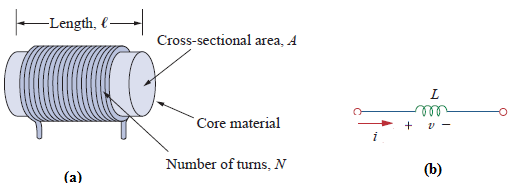 Length, ℓ
Cross-sectional area, A
Core material
Number of turns, N
(a)
L
i
+ v −
(b)